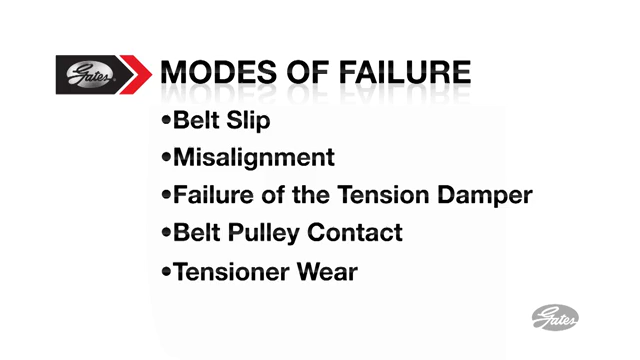 Gates
MODES OF FAILURE
•Belt Slip
•Misalignment
•Failure of the Tension Damper
•Belt Pulley Contact
•Tensioner Wear
Gates